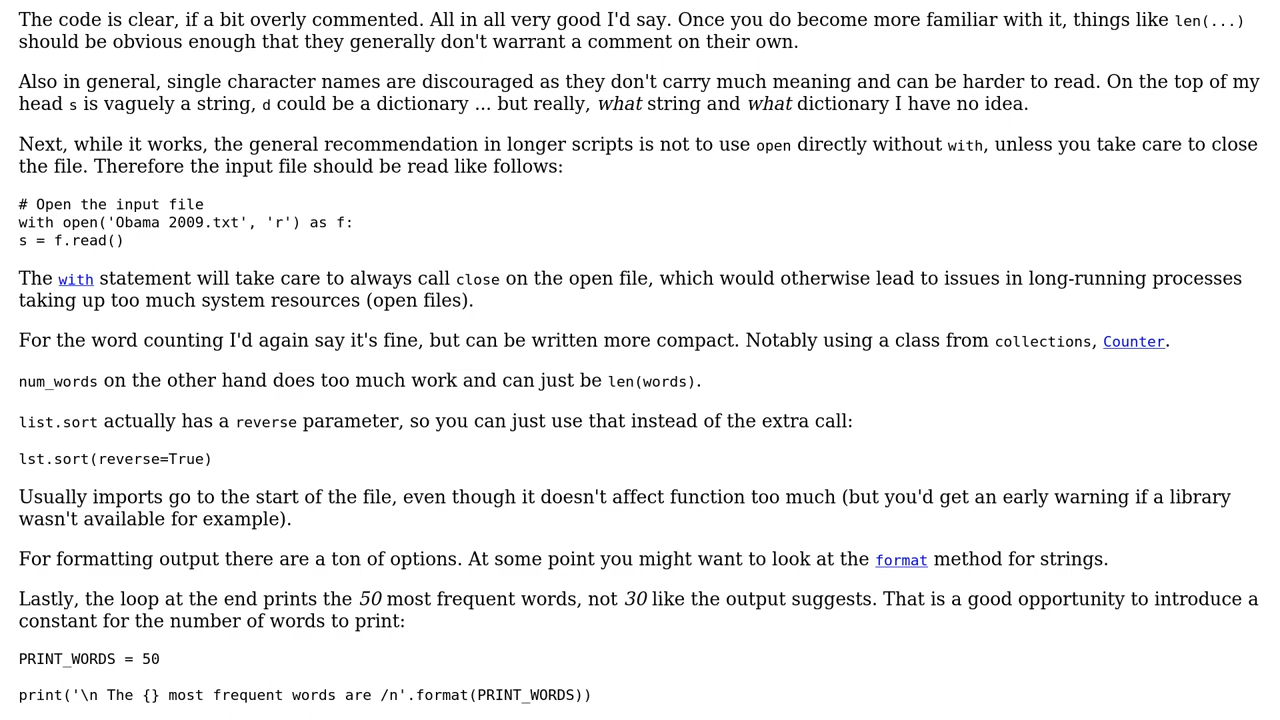 The code is clear, if a bit overly commented. All in all very good I'd say. Once you do become more familiar with it, things like len(...)
should be obvious enough that they generally don't warrant a comment on their own.
Also in general, single character names are discouraged as they don't carry much meaning and can be harder to read. On the top of my
head s is vaguely a string, d could be a dictionary ... but really, what string and what dictionary I have no idea.
Next, while it works, the general recommendation in longer scripts is not to use open directly without with, unless you take care to close
the file. Therefore the input file should be read like follows:
# Open the input file
with open('Obama 2009.txt', 'r') as f:
s = f.read()
The with statement will take care to always call close on the open file, which would otherwise lead to issues in long-running processes
taking up too much system resources (open files).
For the word counting I'd again say it's fine, but can be written more compact. Notably using a class from collections, Counter.
num_words on the other hand does too much work and can just be len(words).
list.sort actually has a reverse parameter, so you can just use that instead of the extra call:
lst.sort(reverse=True)
Usually imports go to the start of the file, even though it doesn't affect function too much (but you'd get an early warning if a library
wasn't available for example).
For formatting output there are a ton of options. At some point you might want to look at the format method for strings.
Lastly, the loop at the end prints the 50 most frequent words, not 30 like the output suggests. That is a good opportunity to introduce a
constant for the number of words to print:
PRINT_WORDS = 50
print('\n The {} most frequent words are /n'.format(PRINT_WORDS))